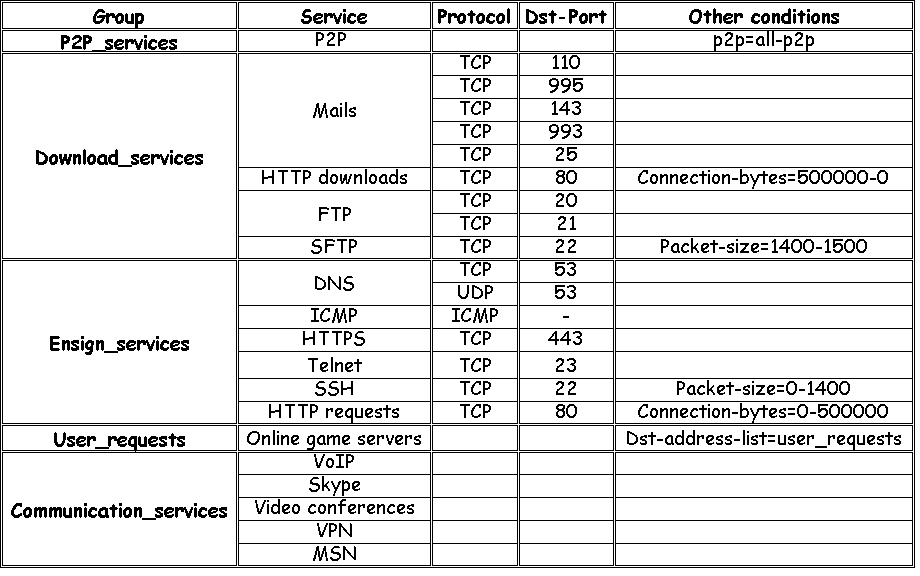 Group Service Protocol Dst-Port Other conditions
P2P_services P2P p2p=all-p2p
TCP 110
TCP 995
Mails TCP 143
TCP 993
Download_services TCP 25
HTTP downloads TCP 80 Connection-bytes=500000-0
FTP TCP 20
TCP 21
SFTP TCP 22 Packet-size=1400-1500
DNS TCP 53
UDP 53
ICMP ICMP -
Ensign_services HTTPS TCP 443
Telnet TCP 23
SSH TCP 22 Packet-size=0-1400
HTTP requests TCP 80 Connection-bytes=0-500000
User_requests Online game servers Dst-address-list=user_requests
VoIP
Skype
Communication_services Video conferences
VPN
MSN